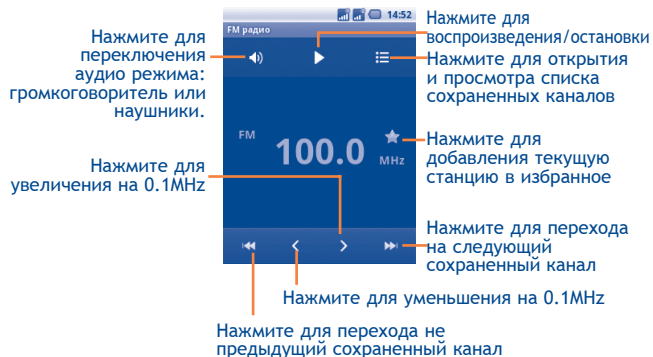 14:52
FM радио
FM
100.0
MHz
Нажмите для
переключения
аудио режима:
громкоговоритель или
наушники.
Нажмите для
воспроизведения/остановки
Нажмите для открытия
и просмотра списка
сохраненных каналов
Нажмите для
добавления текущую
станцию в избранное
Нажмите для
увеличения на 0.1MHz
Нажмите для перехода
на следующий
сохраненный канал
Нажмите для уменьшения на 0.1MHz
Нажмите для перехода не
предыдущий сохраненный канал